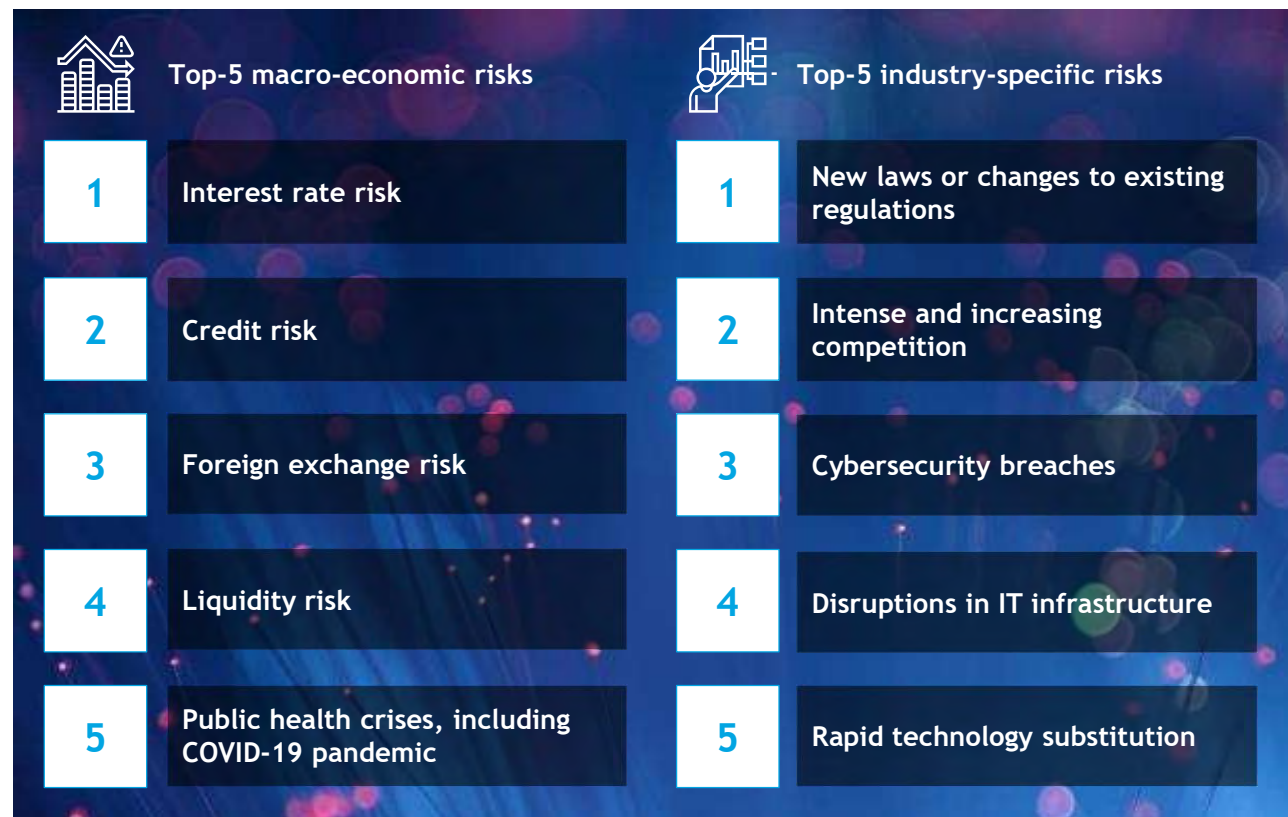 Top-5 macro-economic risks
1
Interest rate risk
2
Credit risk
3
Foreign exchange risk
4
Liquidity risk
5
Public health crises, including
COVID-19 pandemic
Top-5 industry-specific risks
1
New laws or changes to existing
regulations
2
Intense and increasing
competition
3
Cybersecurity breaches
4
Disruptions in IT infrastructure
5
Rapid technology substitution